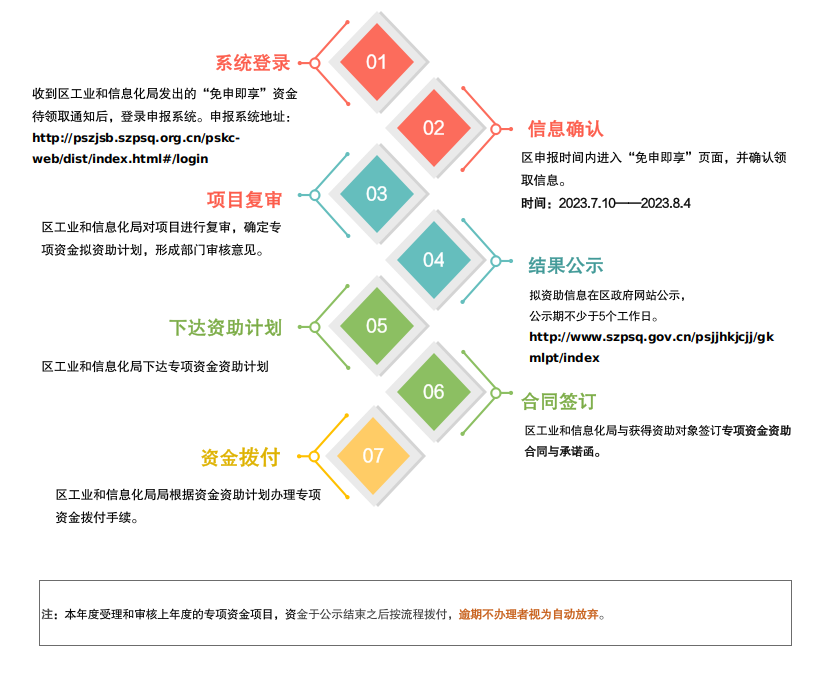 01
系统登录
收到区工业和信息化局发出的“免申即享”资金
待领取通知后，登录申报系统。申报系统地址：
http://pszjsb.szpsq.org.cn/pskc-
web/dist/index.html#/login
02
信息确认
区申报时间内进入“免申即享”页面，并确认领
取信息。
时间：2023.7.10——2023.8.4
03
项目复审
区工业和信息化局对项目进行复审，确定专
项资金拟资助计划，形成部门审核意见。
04
结果公示
拟资助信息在区政府网站公示，
公示期不少于5个工作日。
http://www.szpsq.gov.cn/psjjhkjcjj/gk
mlpt/index
05
下达资助计划
区工业和信息化局下达专项资金资助计划
06
合同签订
区工业和信息化局与获得资助对象签订专项资金资助
合同与承诺函。
07
资金拨付
区工业和信息化局局根据资金资助计划办理专项
资金拨付手续。
注：本年度受理和审核上年度的专项资金项目，资金于公示结束之后按流程拨付，逾期不办理者视为自动放弃。